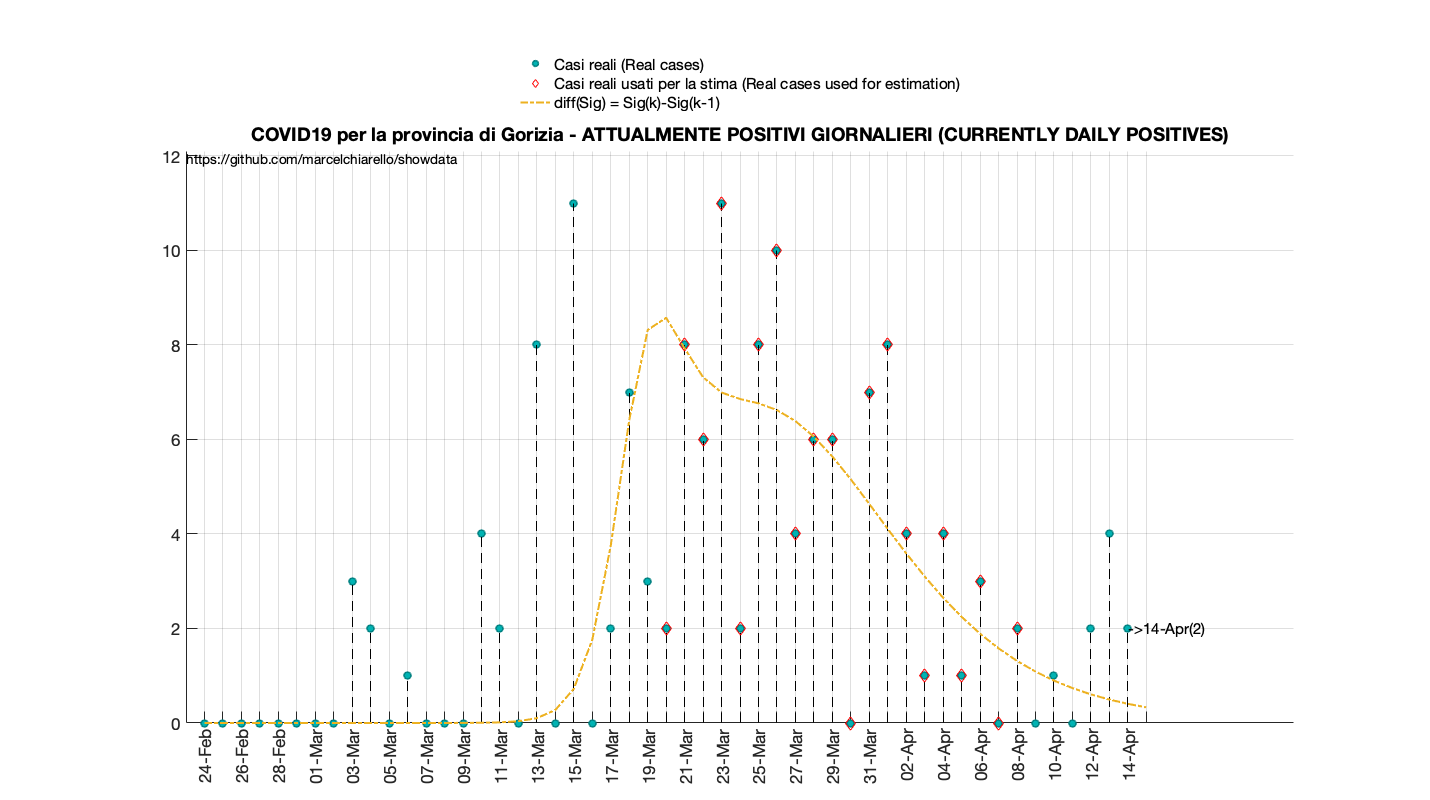 Casi reali (Real cases)
Casi reali usati per la stima (Real cases used for estimation)
diff(Sig) = Sig(k)-Sig(k-1)
COVID19 per la provincia di Gorizia - ATTUALMENTE POSITIVI GIORNALIERI (CURRENTLY DAILY POSITIVES)
https://github.com/marcelchiarello/showdata
12
10
8
6
4
2
0
->14-Apr(2)
24-Feb
26-Feb
28-Feb
01-Mar
03-Mar
05-Mar
07-Mar
09-Mar
11-Mar
13-Mar
15-Mar
17-Mar
19-Mar
21-Mar
23-Mar
25-Mar
27-Mar
29-Mar
31-Mar
02-Apr
04-Apr
06-Apr
08-Apr
10-Apr
12-Apr
14-Apr